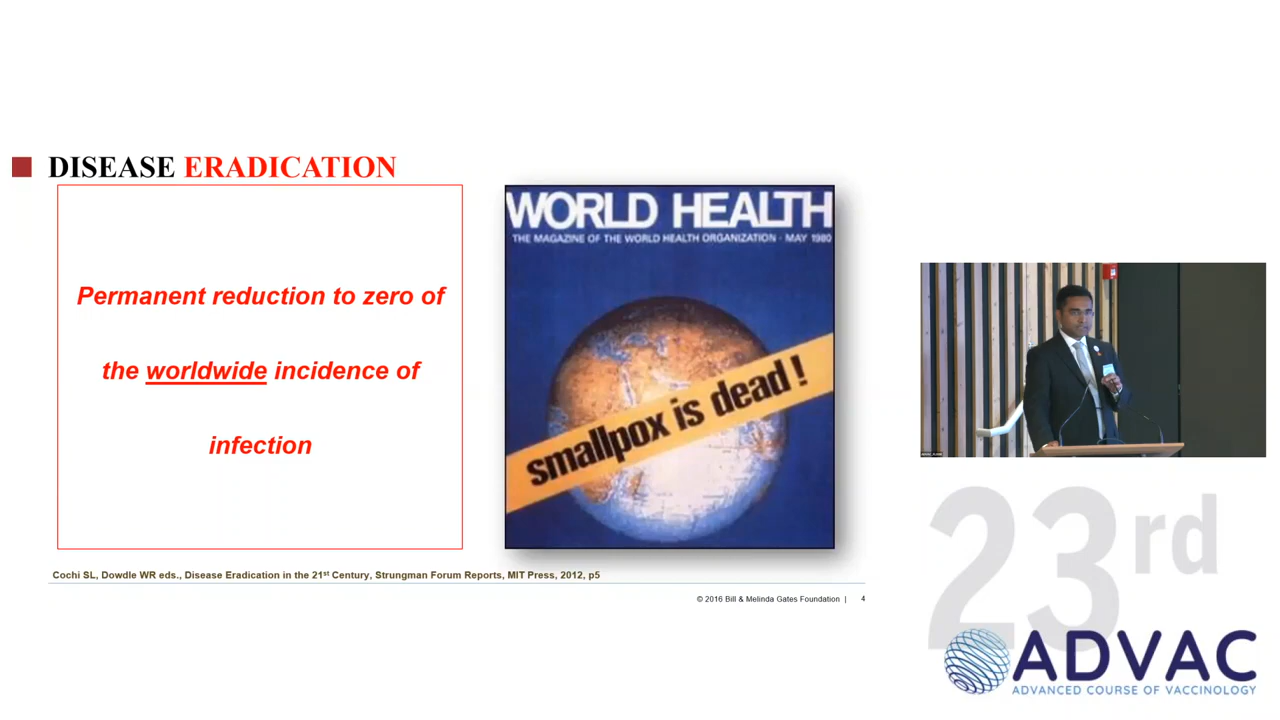 DISEASE ERADICATION
Permanent reduction to zero of
the worldwide incidence of
infection
WORLD HEALTH
THE MAGAZINE OF THE WORLD HEALTH ORGANIZATION · MAY 1980
smallpox is dead!
Cochi SL, Dowdle WR eds., Disease Eradication in the 21st Century, Strungman Forum Reports, MIT Press, 2012, p5
© 2016 Bill & Melinda Gates Foundation | 4
23rd
ADVAC
ADVANCED COURSE OF VACCINOLOGY